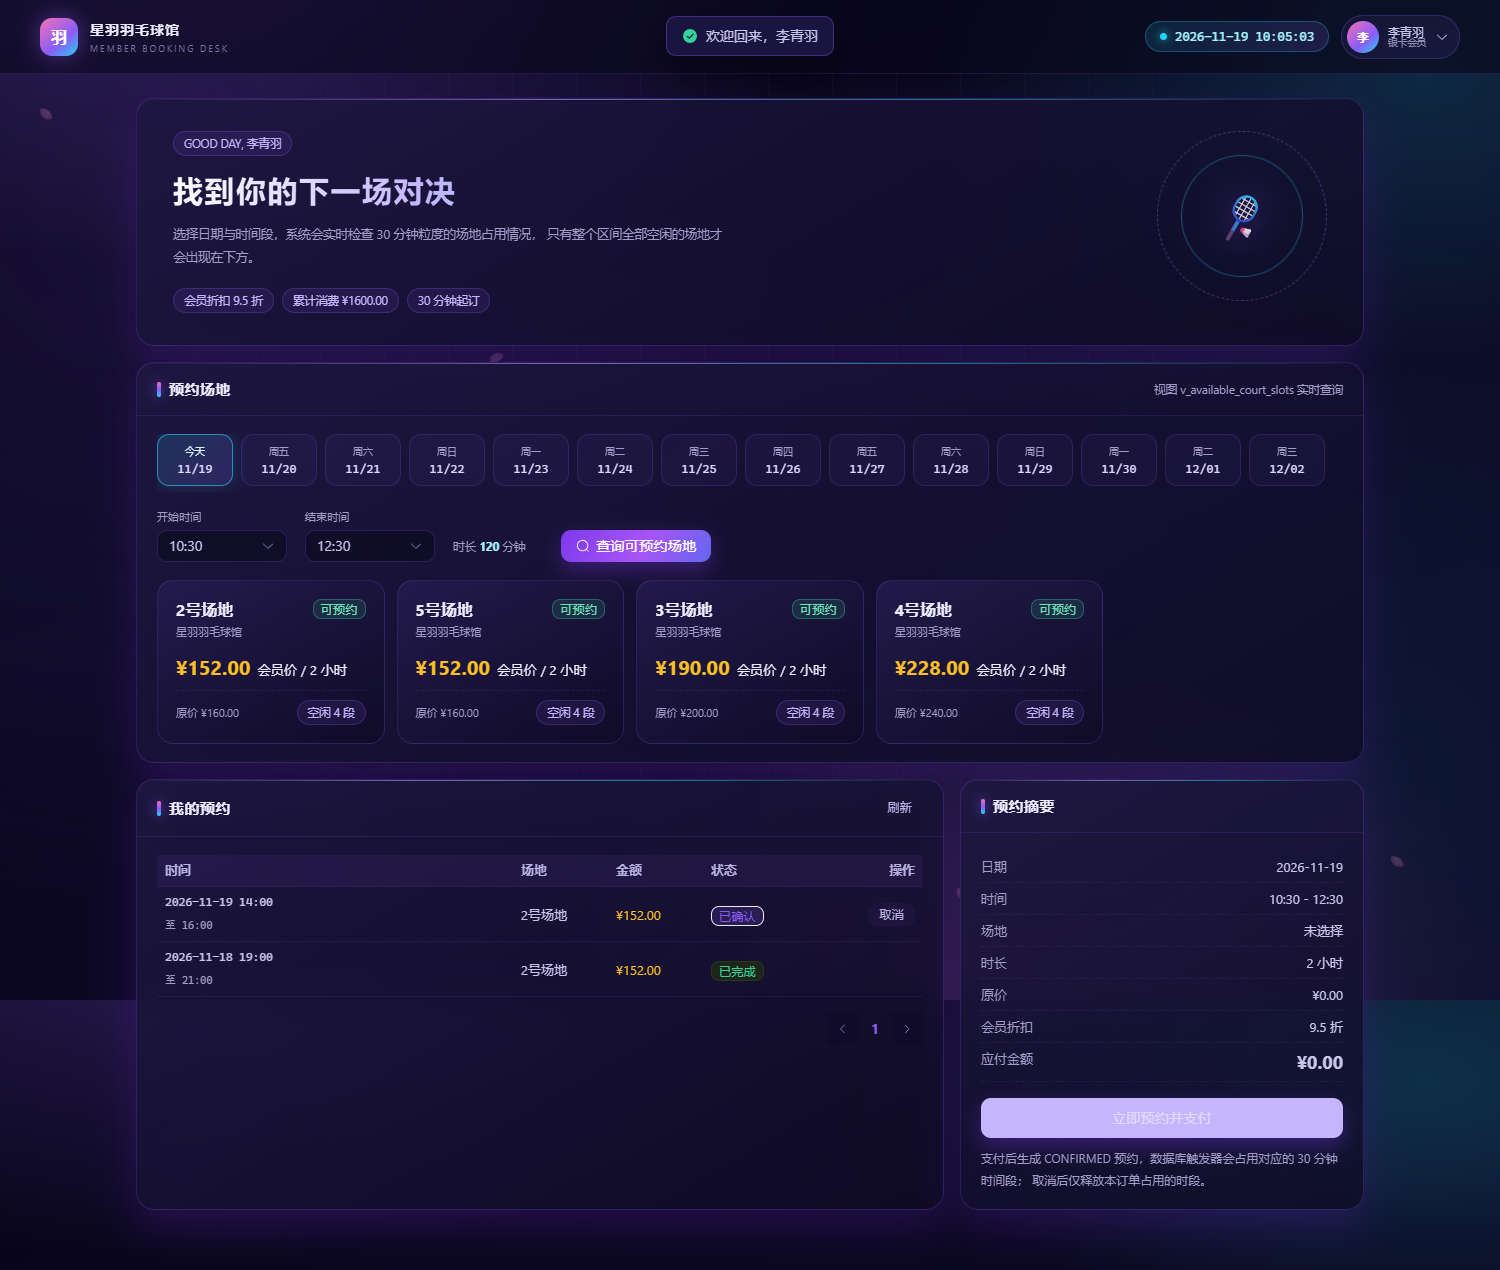 羽
星羽羽毛球馆
MEMBER BOOKING DESK
欢迎回来，李青羽
2026-11-19 10:05:03
李
李青羽
银卡会员
GOOD DAY, 李青羽
找到你的下一场对决
选择日期与时间段，系统会实时检查 30 分钟粒度的场地占用情况， 只有整个区间全部空闲的场地才
会出现在下方。
会员折扣 9.5 折
累计消费 ¥1600.00
30 分钟起订
预约场地
视图 v_available_court_slots 实时查询
今天
11/19
周五
11/20
周六
11/21
周日
11/22
周一
11/23
周二
11/24
周三
11/25
周四
11/26
周五
11/27
周六
11/28
周日
11/29
周一
11/30
周二
12/01
周三
12/02
开始时间
10:30
结束时间
12:30
时长 120 分钟
查询可预约场地
2号场地
可预约
星羽羽毛球馆
¥152.00 会员价 / 2 小时
原价 ¥160.00
空闲 4 段
5号场地
可预约
星羽羽毛球馆
¥152.00 会员价 / 2 小时
原价 ¥160.00
空闲 4 段
3号场地
可预约
星羽羽毛球馆
¥190.00 会员价 / 2 小时
原价 ¥200.00
空闲 4 段
4号场地
可预约
星羽羽毛球馆
¥228.00 会员价 / 2 小时
原价 ¥240.00
空闲 4 段
我的预约
刷新
时间 场地 金额 状态 操作
2026-11-19 14:00
至 16:00
2号场地 ¥152.00 已确认 取消
2026-11-18 19:00
至 21:00
2号场地 ¥152.00 已完成
1
预约摘要
日期 2026-11-19
时间 10:30 - 12:30
场地 未选择
时长 2 小时
原价 ¥0.00
会员折扣 9.5 折
应付金额 ¥0.00
立即预约并支付
支付后生成 CONFIRMED 预约，数据库触发器会占用对应的 30 分钟
时间段； 取消后仅释放本订单占用的时段。